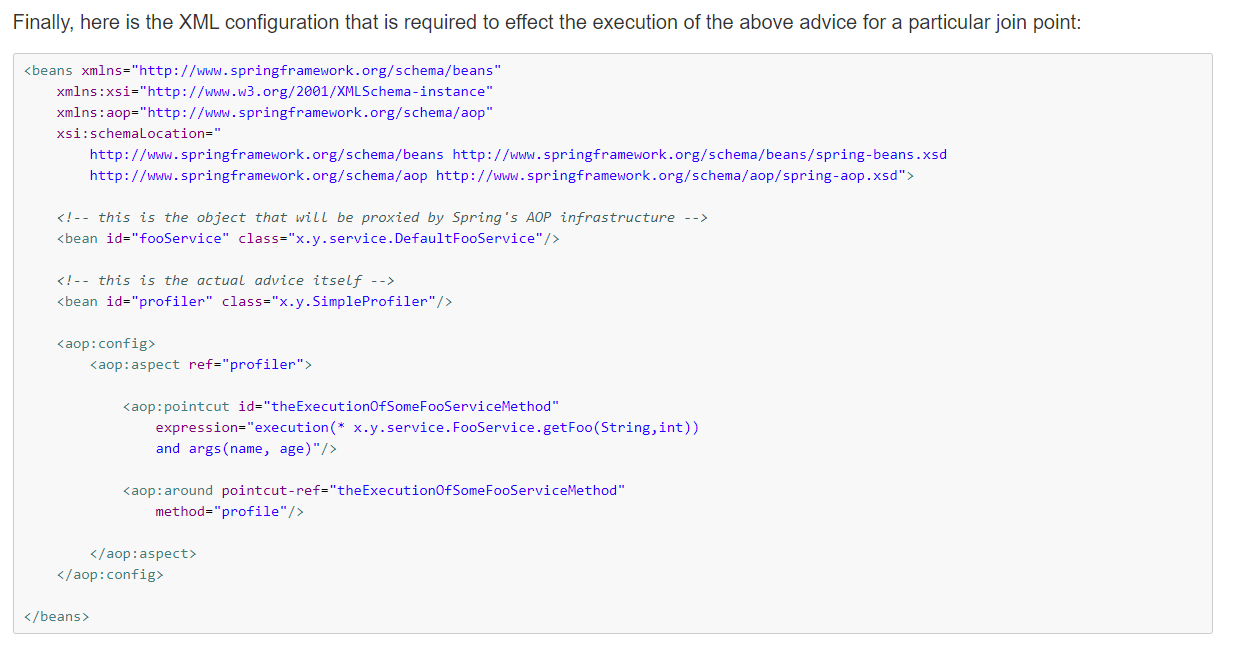 Finally, here is the XML configuration that is required to effect the execution of the above advice for a particular join point:
<beans xmlns="http://www.springframework.org/schema/beans"
    xmlns:xsi="http://www.w3.org/2001/XMLSchema-instance"
    xmlns:aop="http://www.springframework.org/schema/aop"
    xsi:schemaLocation="
        http://www.springframework.org/schema/beans http://www.springframework.org/schema/beans/spring-beans.xsd
        http://www.springframework.org/schema/aop http://www.springframework.org/schema/aop/spring-aop.xsd">
    <!-- this is the object that will be proxied by Spring's AOP infrastructure -->
    <bean id="fooService" class="x.y.service.DefaultFooService"/>
    <!-- this is the actual advice itself -->
    <bean id="profiler" class="x.y.SimpleProfiler"/>
    <aop:config>
        <aop:aspect ref="profiler">
            <aop:pointcut id="theExecutionOfSomeFooServiceMethod"
                expression="execution(* x.y.service.FooService.getFoo(String,int))
                and args(name, age)"/>
            <aop:around pointcut-ref="theExecutionOfSomeFooServiceMethod"
                method="profile"/>
        </aop:aspect>
    </aop:config>
</beans>